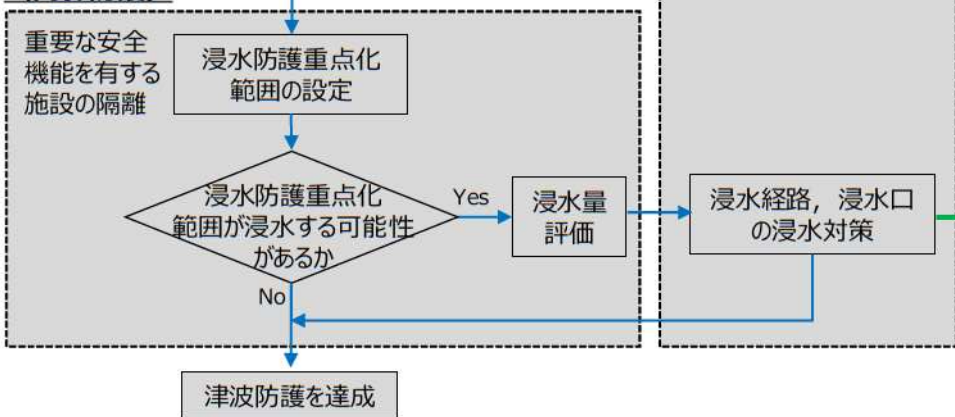 重要な安全
機能を有する
施設の隔離
浸水防護重点化
範囲の設定
浸水防護重点化
範囲が浸水する可能性
があるか
Yes
浸水量
評価
浸水経路，浸水口
の浸水対策
No
津波防護を達成